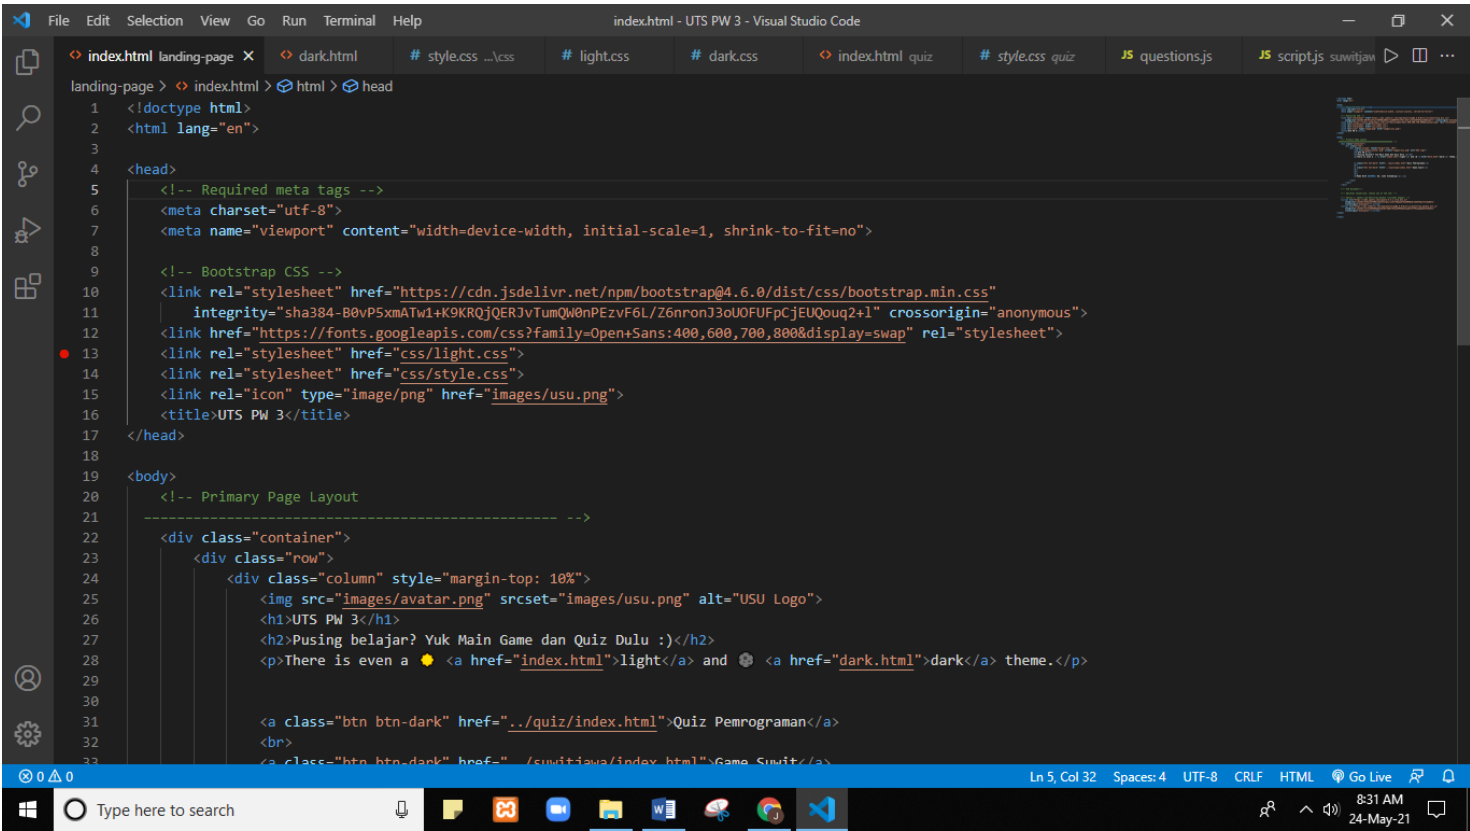 File Edit Selection View Go Run Terminal Help index.html - UTS PW 3 - Visual Studio Code
index.html landing-page dark.html # style.css ...\css # light.css # dark.css index.html quiz # style.css quiz JS questions.js JS script.js suwitjaw
landing-page > index.html > html > head
1 <!doctype html>
2 <html lang="en">
3
4 <head>
5 <!-- Required meta tags -->
6 <meta charset="utf-8">
7 <meta name="viewport" content="width=device-width, initial-scale=1, shrink-to-fit=no">
8
9 <!-- Bootstrap CSS -->
10 <link rel="stylesheet" href="https://cdn.jsdelivr.net/npm/bootstrap@4.6.0/dist/css/bootstrap.min.css"
11 integrity="sha384-B0vP5xmATw1+K9KRQjQERJvTumQW0nPEzvF6L/Z6nronJ3oUOFUFpCjEUQouq2+l" crossorigin="anonymous">
12 <link href="https://fonts.googleapis.com/css?family=Open+Sans:400,600,700,800&display=swap" rel="stylesheet">
13 <link rel="stylesheet" href="css/light.css">
14 <link rel="stylesheet" href="css/style.css">
15 <link rel="icon" type="image/png" href="images/usu.png">
16 <title>UTS PW 3</title>
17 </head>
18
19 <body>
20 <!-- Primary Page Layout
21 –––––––––––––––––––––––––––––––––––––––––––––––––– -->
22 <div class="container">
23 <div class="row">
24 <div class="column" style="margin-top: 10%">
25 <img src="images/avatar.png" srcset="images/usu.png" alt="USU Logo">
26 <h1>UTS PW 3</h1>
27 <h2>Pusing belajar? Yuk Main Game dan Quiz Dulu :)</h2>
28 <p>There is even a 🌞 <a href="index.html">light</a> and 🌚 <a href="dark.html">dark</a> theme.</p>
29
30
31 <a class="btn btn-dark" href="../quiz/index.html">Quiz Pemrograman</a>
32 <br>
33 <a class="btn btn-dark" href="../suwitjawa/index.html">Game Suwit</a>
0 0 Ln 5, Col 32 Spaces: 4 UTF-8 CRLF HTML Go Live
Type here to search
8:31 AM
24-May-21